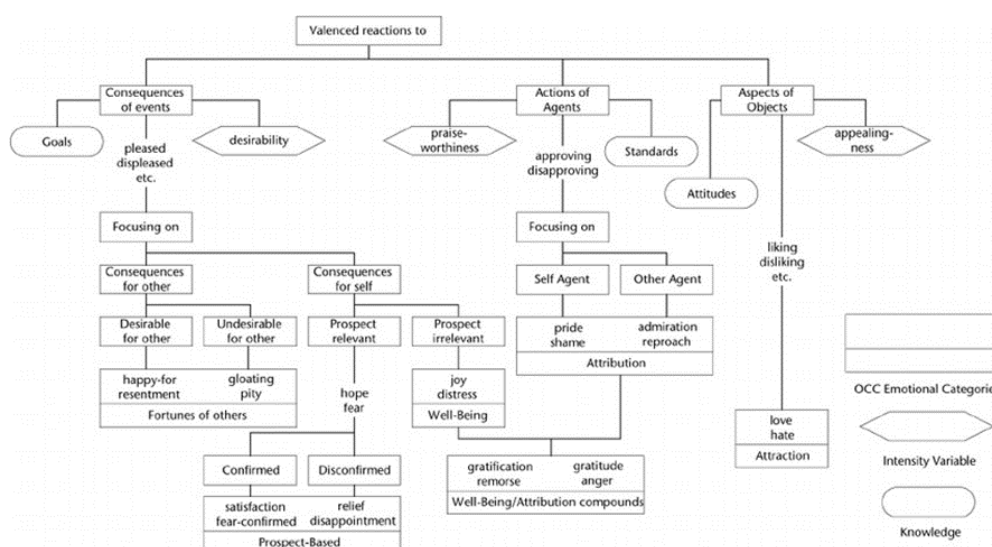 Valenced reactions to
Consequences
of events
Actions of
Agents
Aspects of
Objects
Goals
desirability
praise-
worthiness
Standards
Attitudes
appealing-
ness
pleased
displeased
etc.
approving
disapproving
liking
disliking
etc.
Focusing on
Focusing on
Consequences
for other
Consequences
for self
Self Agent
Other Agent
Desirable
for other
Undesirable
for other
Prospect
relevant
Prospect
irrelevant
pride
shame
admiration
reproach
Attribution
happy-for
resentment
gloating
pity
Fortunes of others
hope
fear
joy
distress
Well-Being
love
hate
Attraction
Confirmed
Disconfirmed
satisfaction
fear-confirmed
relief
disappointment
Prospect-Based
gratification
remorse
gratitude
anger
Well-Being/Attribution compounds
OCC Emotional Categorie
Intensity Variable
Knowledge